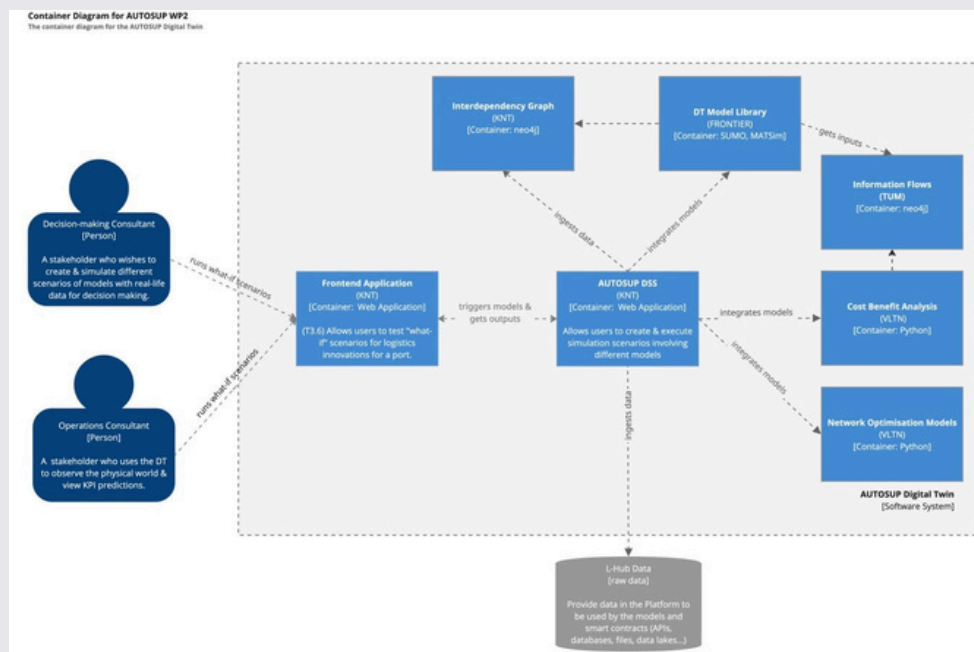 Container Diagram for AUTOSUP WP2
The container diagram for the AUTOSUP Digital Twin
Interdependency Graph
(KNT)
[Container: neo4j]
DT Model Library
(FRONTIER)
[Container: SUMO, MATSim]
gets inputs
Information Flows
(TUM)
[Container: neo4j]
Decision-making Consultant
[Person]
A stakeholder who wishes to
create & simulate different
scenarios of models with real-life
data for decision making.
runs what-if scenarios
ingests data
integrates models
Frontend Application
(KNT)
[Container: Web Application]
(T3.6) Allows users to test "what-
if" scenarios for logistics
innovations for a port.
triggers models &
gets outputs
AUTOSUP DSS
(KNT)
[Container: Web Application]
Allows users to create & execute
simulation scenarios involving
different models
integrates models
Cost Benefit Analysis
(VLTN)
[Container: Python]
runs what-if scenarios
integrates models
Operations Consultant
[Person]
A stakeholder who uses the DT
to observe the physical world &
view KPI predictions.
ingests data
Network Optimisation Models
(VLTN)
[Container: Python]
AUTOSUP Digital Twin
[Software System]
L-Hub Data
[raw data]
Provide data in the Platform to
be used by the models and
smart contracts (APIs,
databases, files, data lakes...)